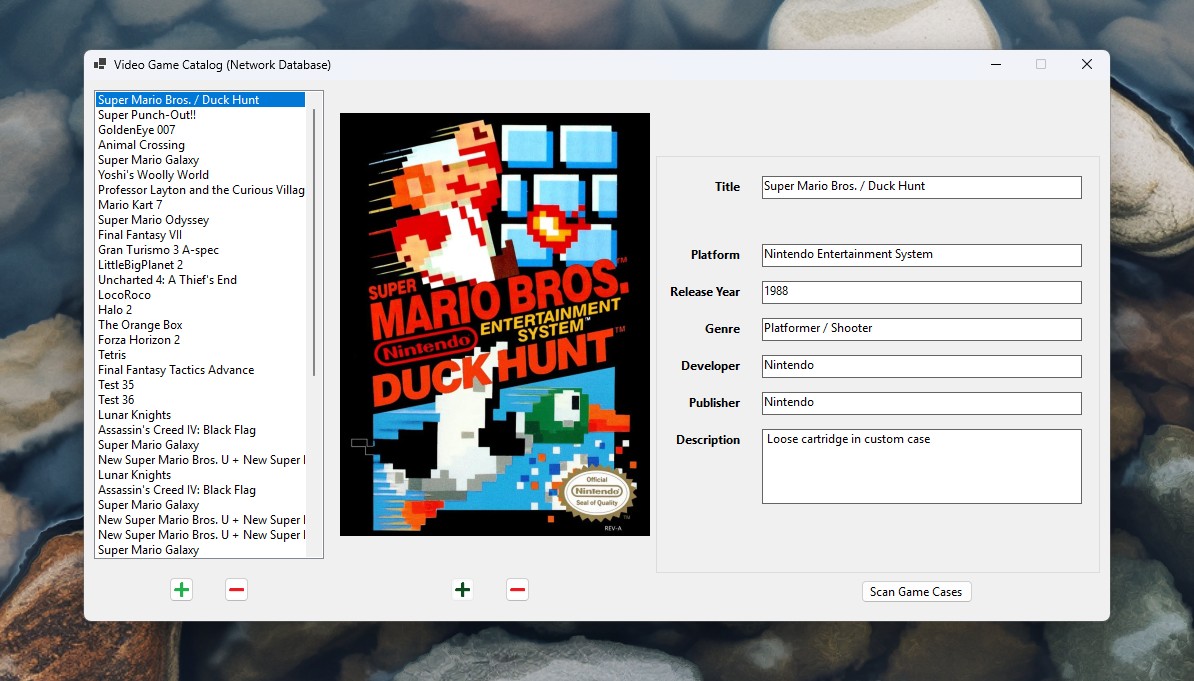 Video Game Catalog (Network Database)
Super Mario Bros. / Duck Hunt
Super Punch-Out!!
GoldenEye 007
Animal Crossing
Super Mario Galaxy
Yoshi's Woolly World
Professor Layton and the Curious Villag
Mario Kart 7
Super Mario Odyssey
Final Fantasy VII
Gran Turismo 3 A-spec
LittleBigPlanet 2
Uncharted 4: A Thief's End
LocoRoco
Halo 2
The Orange Box
Forza Horizon 2
Tetris
Final Fantasy Tactics Advance
Test 35
Test 36
Lunar Knights
Assassin's Creed IV: Black Flag
Super Mario Galaxy
New Super Mario Bros. U + New Super
Lunar Knights
Assassin's Creed IV: Black Flag
Super Mario Galaxy
New Super Mario Bros. U + New Super
New Super Mario Bros. U + New Super
Super Mario Galaxy
SUPER
MARIO BROS.™
Nintendo ENTERTAINMENT
SYSTEM™
DUCK HUNT™
Official
Nintendo
Seal of Quality
TM
REV-A
Title Super Mario Bros. / Duck Hunt
Platform Nintendo Entertainment System
Release Year 1988
Genre Platformer / Shooter
Developer Nintendo
Publisher Nintendo
Description Loose cartridge in custom case
Scan Game Cases